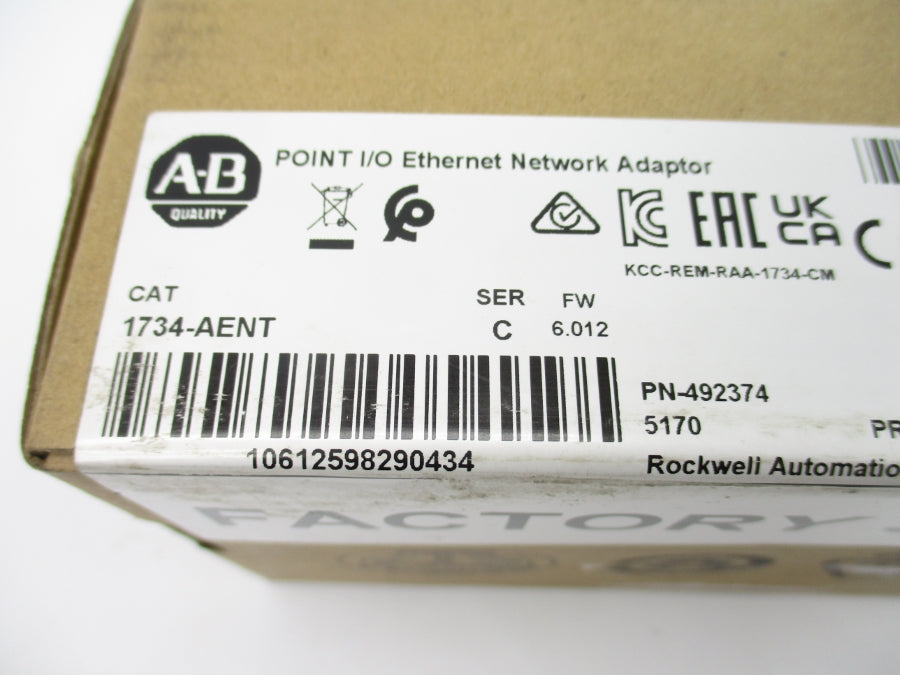 A-B
QUALITY
POINT I/O Ethernet Network Adaptor
EAC
UK
CA
KCC-REM-RAA-1734-CM
CAT
1734-AENT
SER
C
FW
6.012
PN-492374
5170
PR
10612598290434
Rockwell Automatio
FACTORY